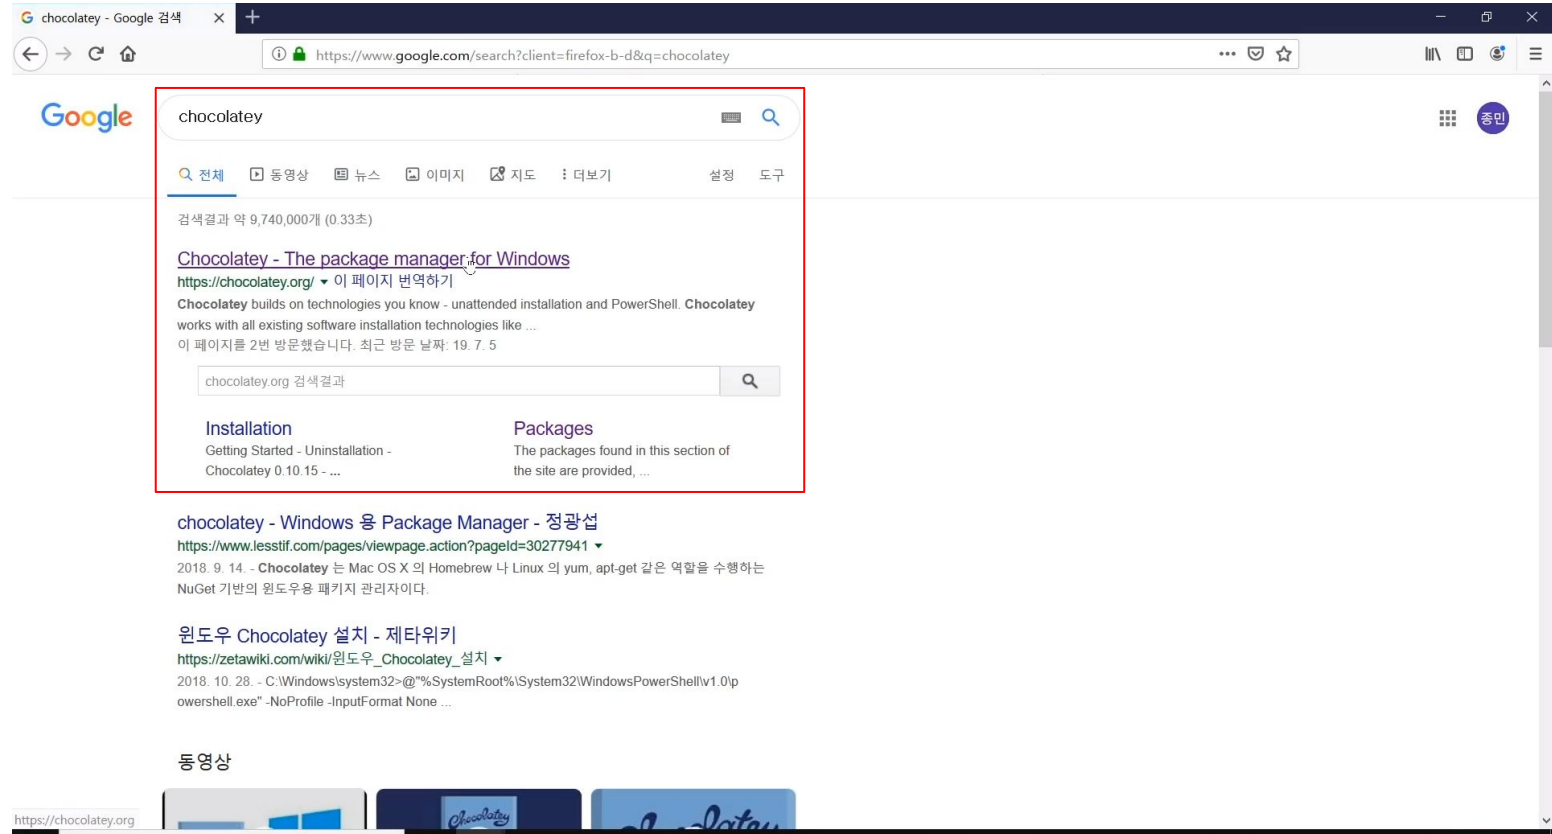 chocolatey - Google 검색
https://www.google.com/search?client=firefox-b-d&q=chocolatey
Google
chocolatey
종민
전체 동영상 뉴스 이미지 지도 더보기 설정 도구
검색결과 약 9,740,000개 (0.33초)
Chocolatey - The package manager for Windows
https://chocolatey.org/ 이 페이지 번역하기
Chocolatey builds on technologies you know - unattended installation and PowerShell. Chocolatey
works with all existing software installation technologies like ...
이 페이지를 2번 방문했습니다. 최근 방문 날짜: 19. 7. 5
chocolatey.org 검색결과
Installation
Getting Started - Uninstallation -
Chocolatey 0.10.15 - ...
Packages
The packages found in this section of
the site are provided, ...
chocolatey - Windows 용 Package Manager - 정광섭
https://www.lesstif.com/pages/viewpage.action?pageId=30277941
2018. 9. 14. - Chocolatey 는 Mac OS X 의 Homebrew 나 Linux 의 yum, apt-get 같은 역할을 수행하는
NuGet 기반의 윈도우용 패키지 관리자이다.
윈도우 Chocolatey 설치 - 제타위키
https://zetawiki.com/wiki/윈도우_Chocolatey_설치
2018. 10. 28. - C:\Windows\system32>@"%SystemRoot%\System32\WindowsPowerShell\v1.0\p
owershell.exe" -NoProfile -InputFormat None ...
동영상
Chocolatey
Chocolatey
https://chocolatey.org